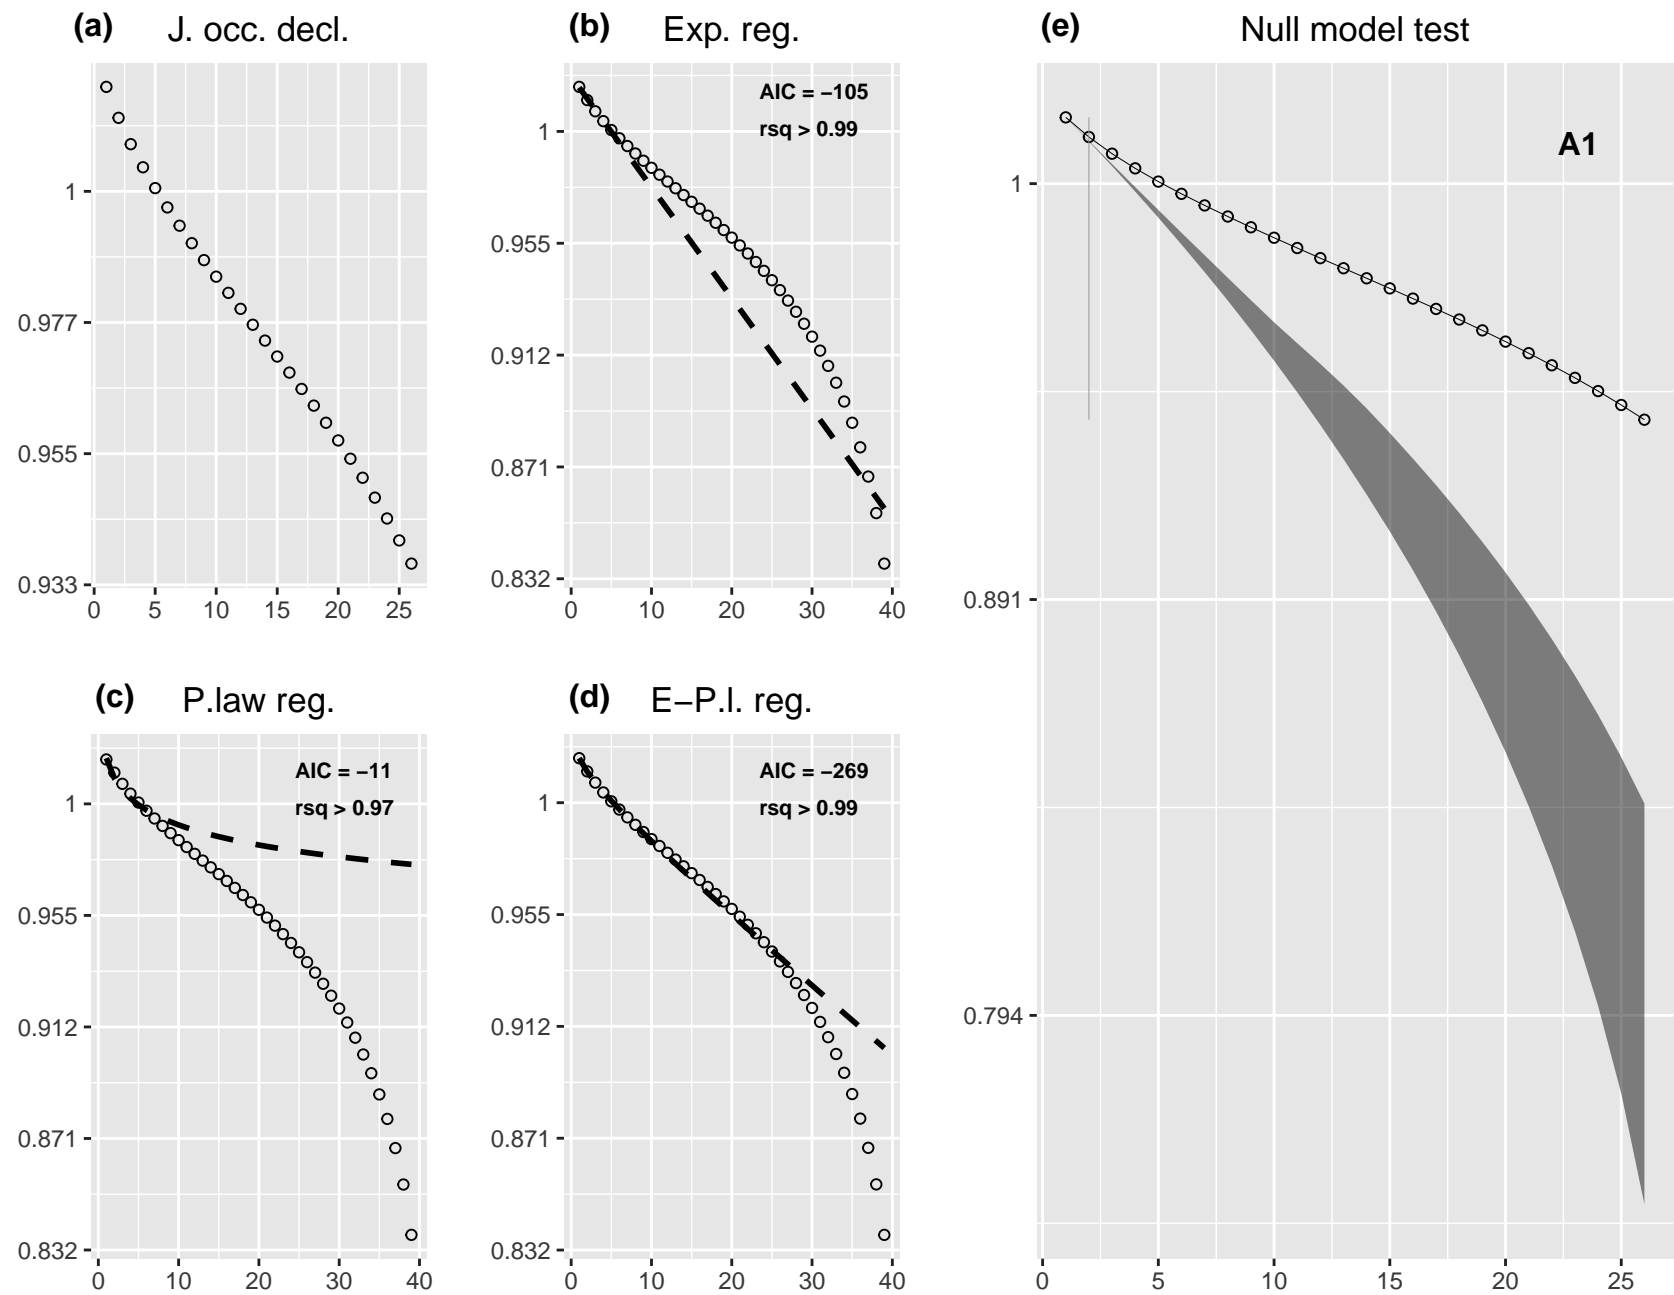 (a) J. occ. decl.
1
0.977
0.955
0.933
0 5 10 15 20 25
(b) Exp. reg.
AIC = −105
rsq > 0.99
1
0.955
0.912
0.871
0.832
0 10 20 30 40
(c) P.law reg.
AIC = −11
rsq > 0.97
1
0.955
0.912
0.871
0.832
0 10 20 30 40
(d) E−P.l. reg.
AIC = −269
rsq > 0.99
1
0.955
0.912
0.871
0.832
0 10 20 30 40
(e) Null model test
A1
1
0.891
0.794
0 5 10 15 20 25